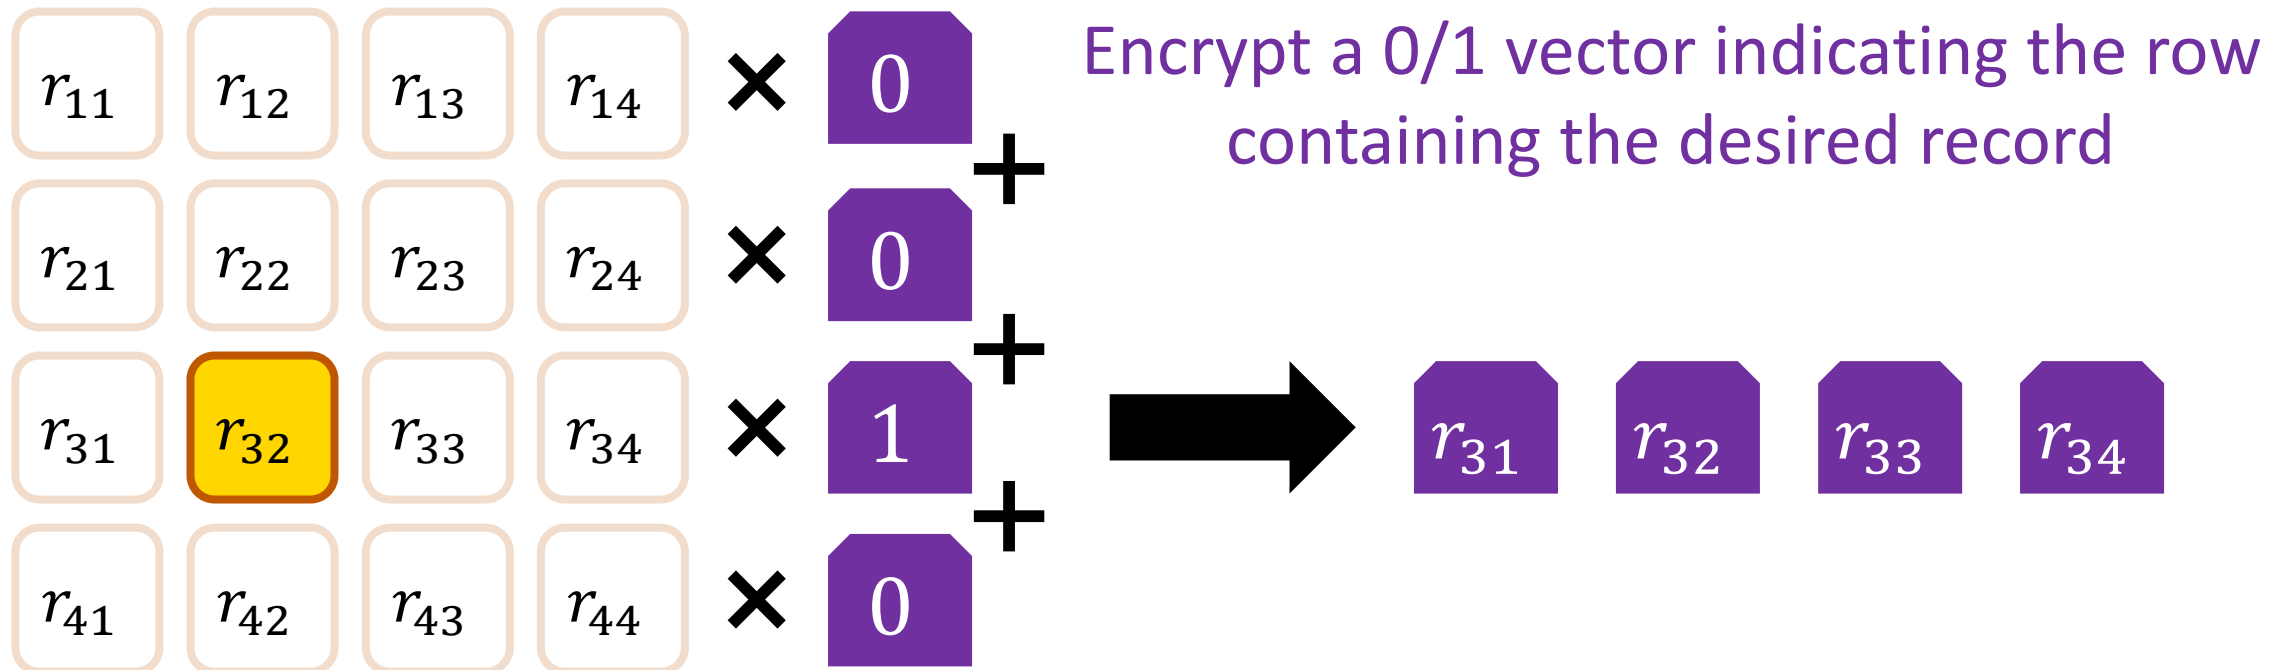 r₁₁ r₁₂ r₁₃ r₁₄ × 0
Encrypt a 0/1 vector indicating the row
containing the desired record
+
r₂₁ r₂₂ r₂₃ r₂₄ × 0
+
r₃₁ r₃₂ r₃₃ r₃₄ × 1
r₃₁ r₃₂ r₃₃ r₃₄
+
r₄₁ r₄₂ r₄₃ r₄₄ × 0